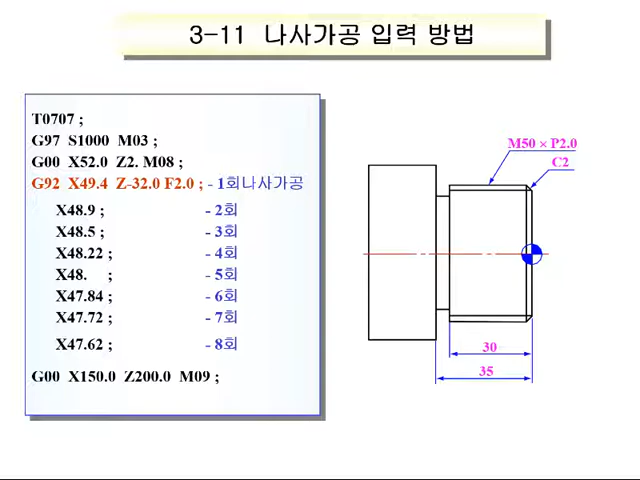 3-11 나사가공 입력 방법
T0707 ;
G97 S1000 M03 ;
G00 X52.0 Z2. M08 ;
G92 X49.4 Z-32.0 F2.0 ; - 1회나사가공
X48.9 ; - 2회
X48.5 ; - 3회
X48.22 ; - 4회
X48. ; - 5회
X47.84 ; - 6회
X47.72 ; - 7회
X47.62 ; - 8회
G00 X150.0 Z200.0 M09 ;
M50 × P2.0
C2
30
35